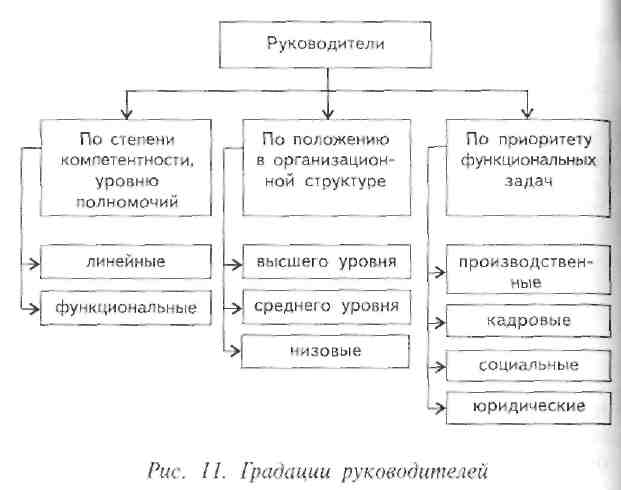 Руководители
По степени
компетентности,
уровню
полномочий
линейные
функциональные
По положению
в организацион-
ной структуре
высшего уровня
среднего уровня
низовые
По приоритету
функциональных
задач
производствен-
ные
кадровые
социальные
юридические
Рис. 11. Градации руководителей